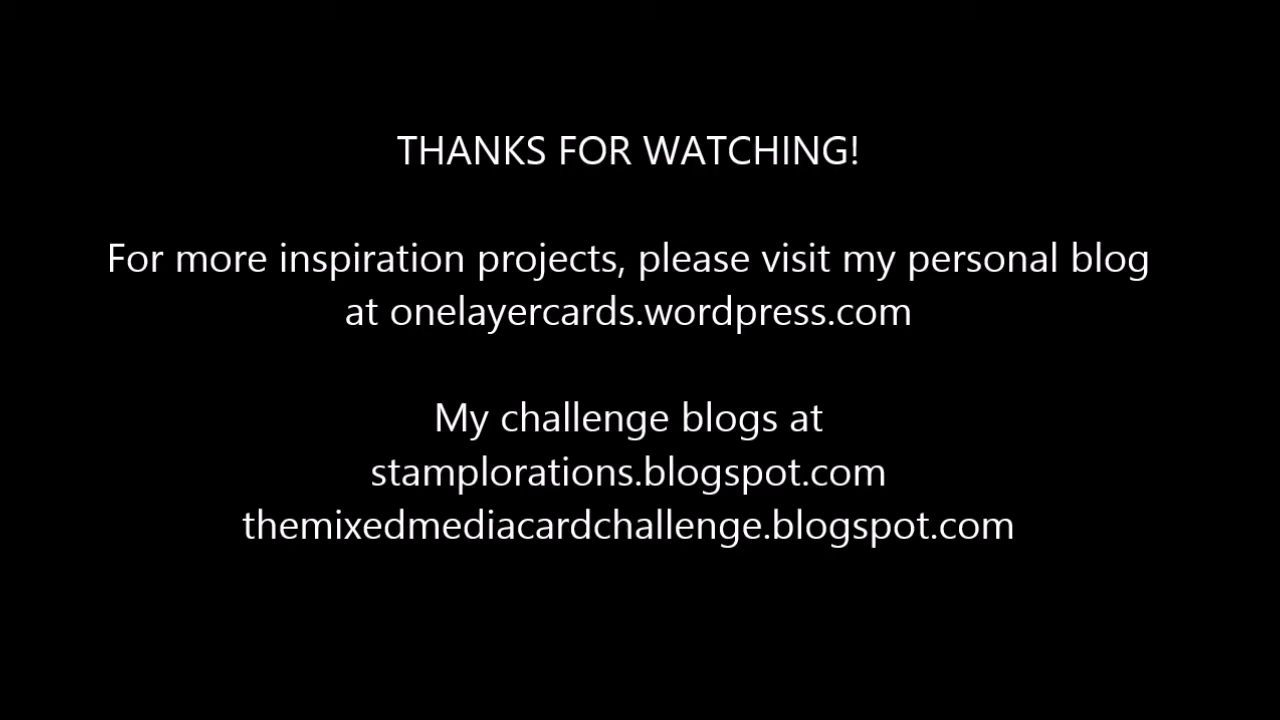 THANKS FOR WATCHING!
For more inspiration projects, please visit my personal blog
at onelayercards.wordpress.com
My challenge blogs at
stamplorations.blogspot.com
themixedmediacardchallenge.blogspot.com